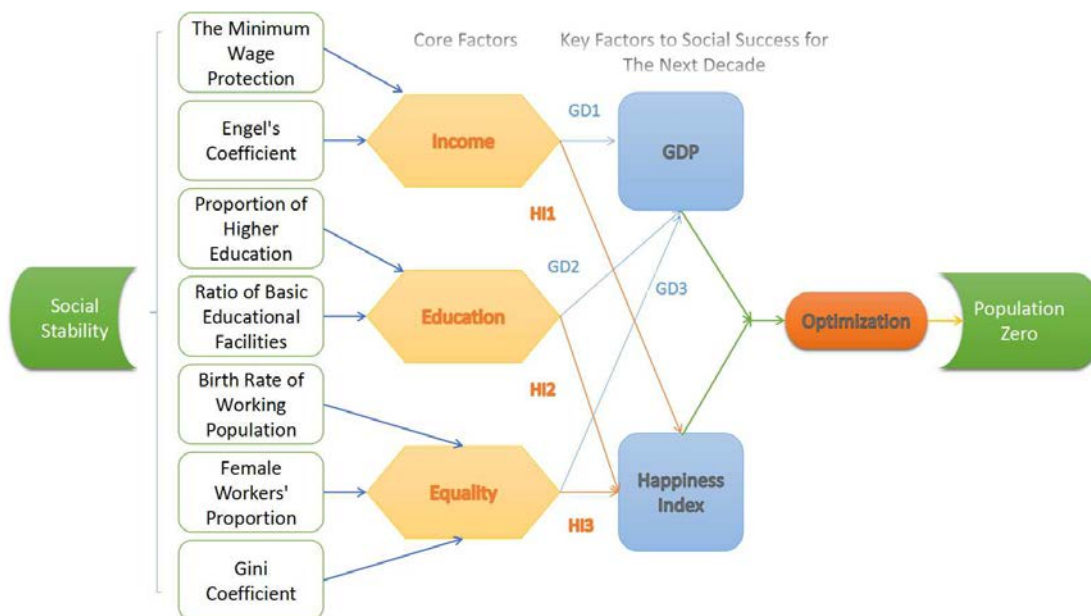 Social
Stability
The Minimum
Wage
Protection
Engel's
Coefficient
Proportion of
Higher
Education
Ratio of Basic
Educational
Facilities
Birth Rate of
Working
Population
Female
Workers'
Proportion
Gini
Coefficient
Core Factors
Income
Education
Equality
Key Factors to Social Success for
The Next Decade
GD1
HI1
GD2
GD3
HI2
HI3
GDP
Happiness
Index
Optimization
Population
Zero